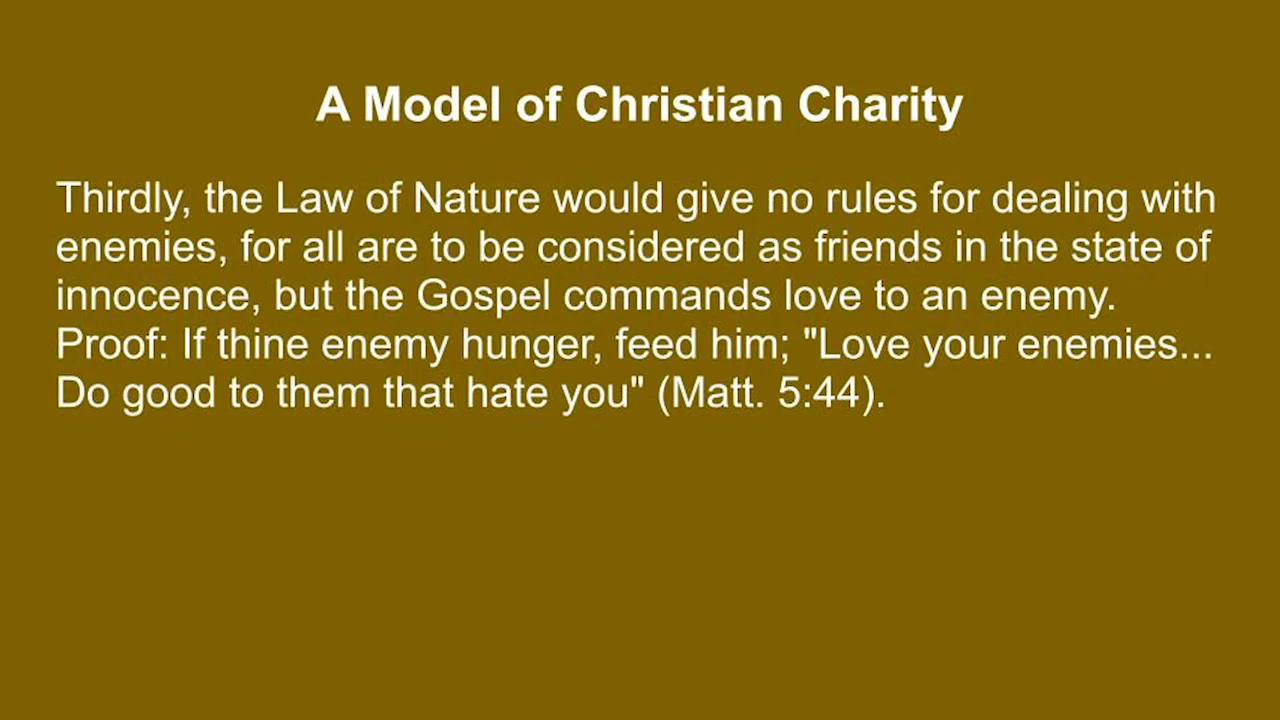 A Model of Christian Charity
Thirdly, the Law of Nature would give no rules for dealing with
enemies, for all are to be considered as friends in the state of
innocence, but the Gospel commands love to an enemy.
Proof: If thine enemy hunger, feed him; "Love your enemies...
Do good to them that hate you" (Matt. 5:44).